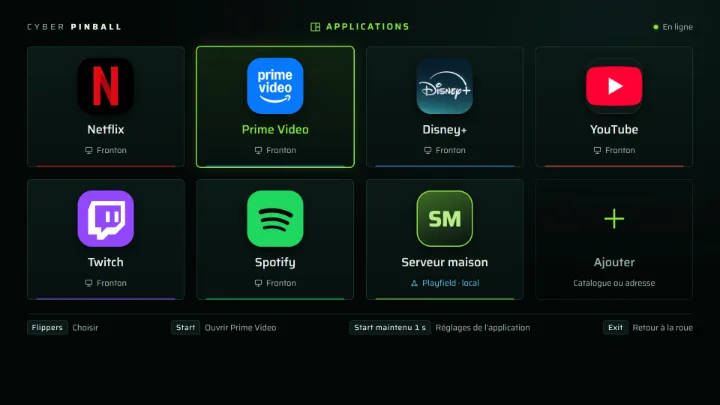 CYBER PINBALL
APPLICATIONS
En ligne
N
prime video
Disney+
Netflix
Prime Video
Disney+
YouTube
Fronton
Fronton
Fronton
Fronton
SM
Twitch
Spotify
Serveur maison
Ajouter
Fronton
Fronton
Playfield · local
Catalogue ou adresse
Flippers Choisir
Start Ouvrir Prime Video
Start maintenu 1 s Réglages de l'application
Exit Retour à la roue